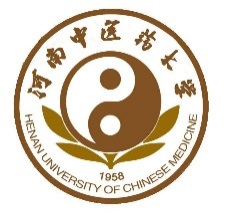 河南中医药大学
1958
HENAN UNIVERSITY OF CHINESE MEDICINE